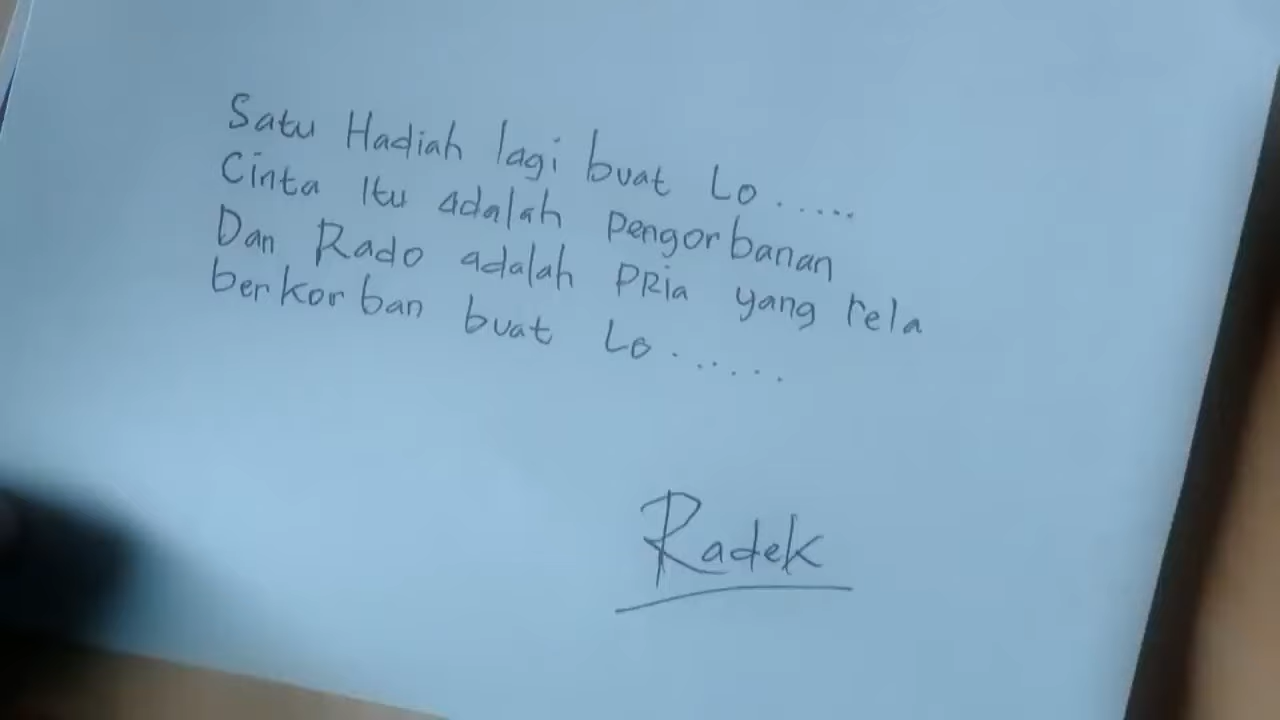 Satu Hadiah lagi buat Lo.....
Cinta Itu adalah Pengorbanan
Dan Rado adalah PRia yang rela
berkorban buat Lo......
Radek